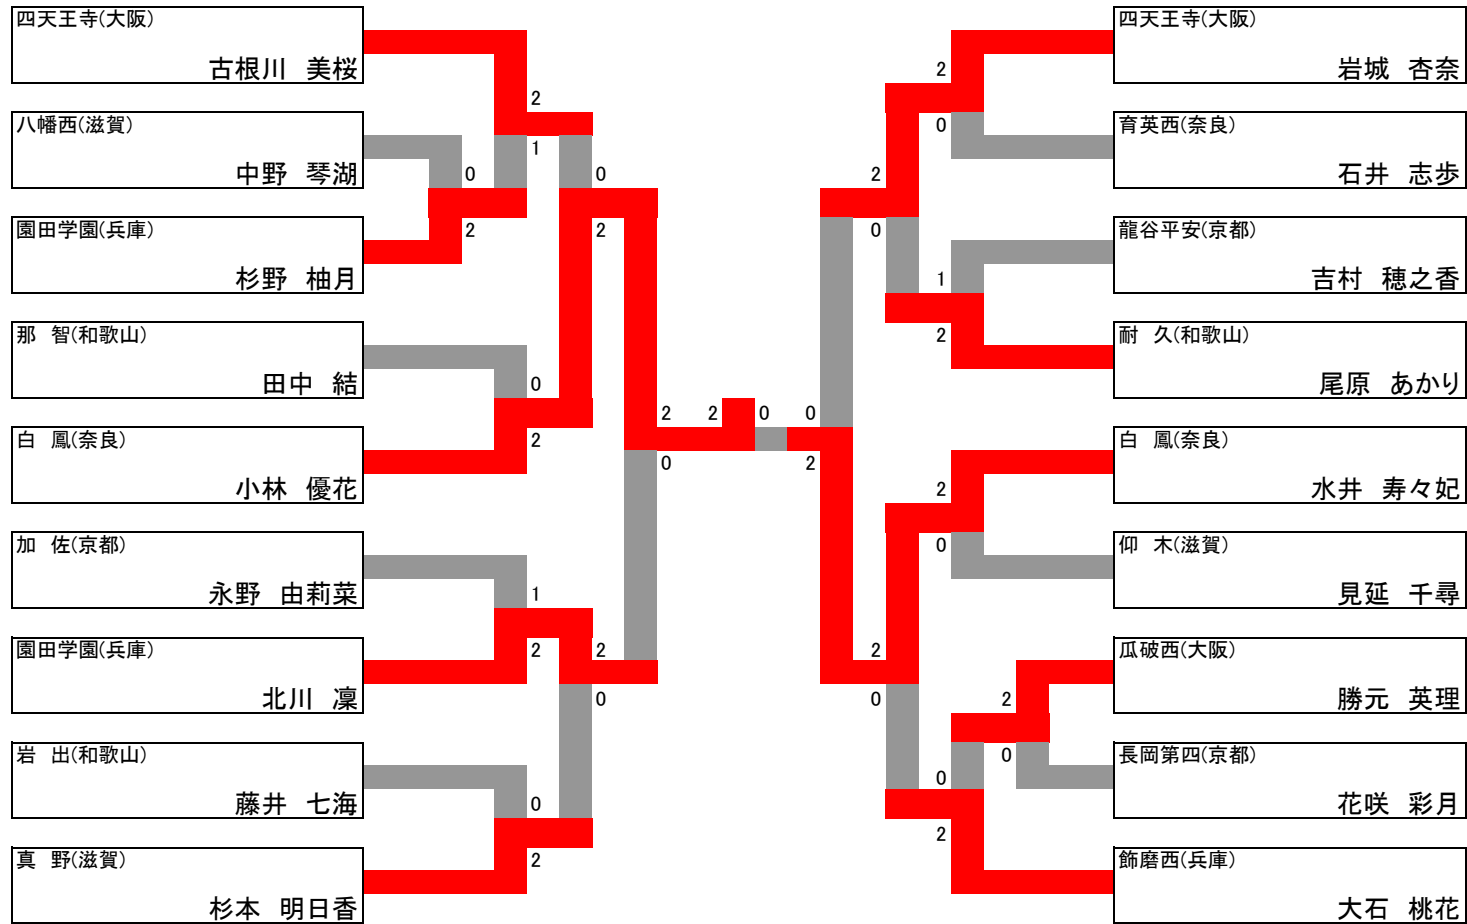 四天王寺(大阪)
古根川　美桜
八幡西(滋賀)
中野　琴湖
園田学園(兵庫)
杉野　柚月
那　智(和歌山)
田中　結
白　鳳(奈良)
小林　優花
加　佐(京都)
永野　由莉菜
園田学園(兵庫)
北川　凜
岩　出(和歌山)
藤井　七海
真　野(滋賀)
杉本　明日香
2
1
0
2
0
2
1
2
0
2
0
2
2
0
2
0
2
0
0
2
2
0
2
0
2
0
1
2
2
0
2
0
2
0
0
2
四天王寺(大阪)
岩城　杏奈
育英西(奈良)
石井　志歩
龍谷平安(京都)
吉村　穂之香
耐　久(和歌山)
尾原　あかり
白　鳳(奈良)
水井　寿々妃
仰　木(滋賀)
見延　千尋
瓜破西(大阪)
勝元　英理
長岡第四(京都)
花咲　彩月
飾磨西(兵庫)
大石　桃花